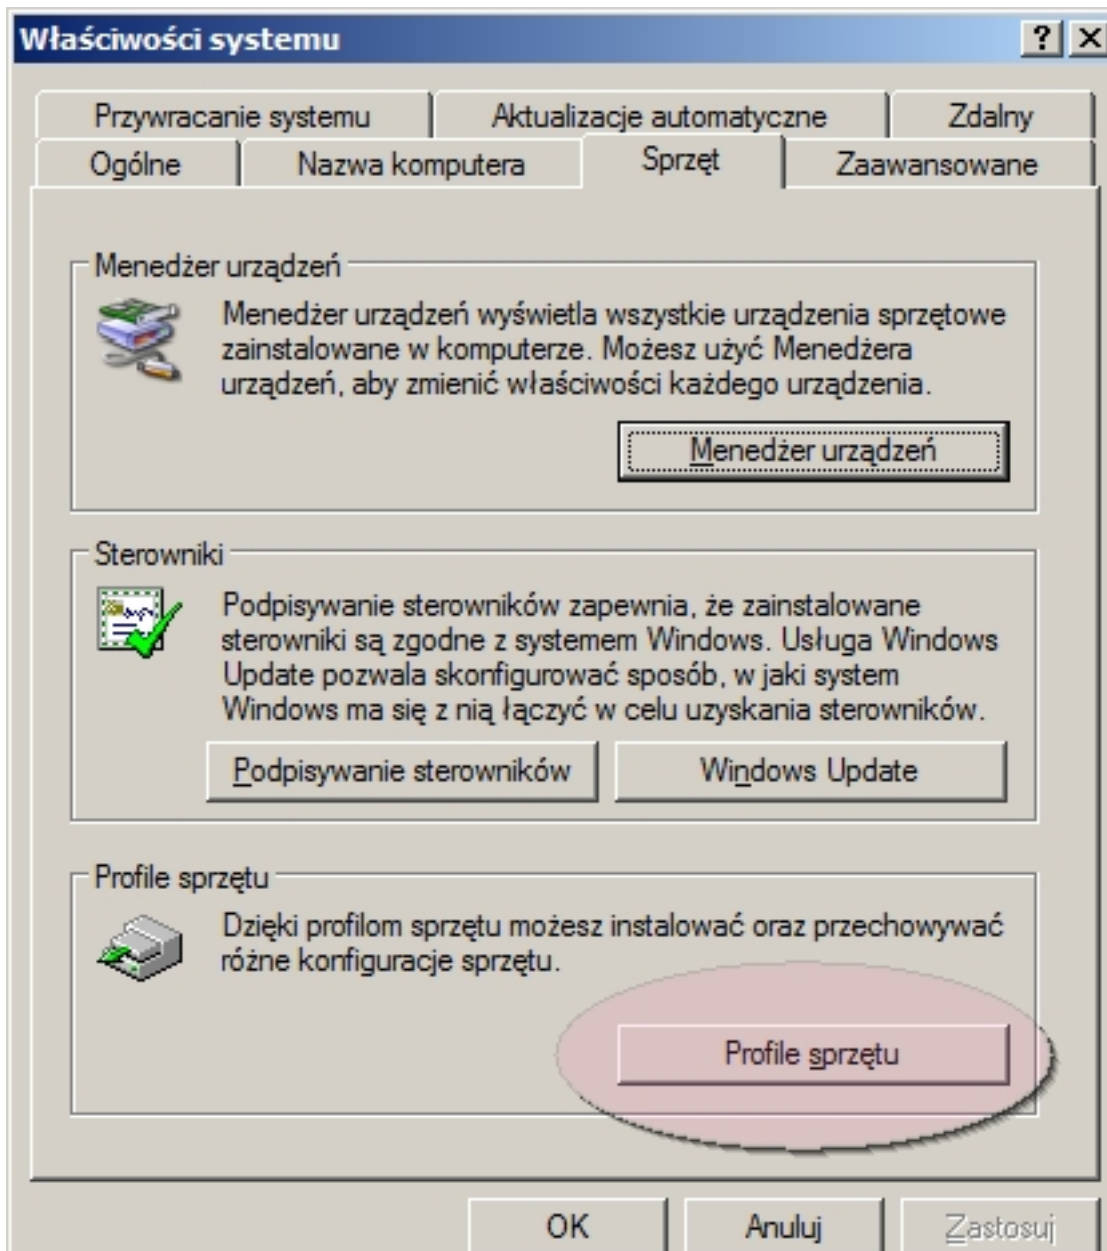 Właściwości systemu
Przywracanie systemu Aktualizacje automatyczne Zdalny
Ogólne Nazwa komputera Sprzęt Zaawansowane
Menedżer urządzeń
Menedżer urządzeń wyświetla wszystkie urządzenia sprzętowe
zainstalowane w komputerze. Możesz użyć Menedżera
urządzeń, aby zmienić właściwości każdego urządzenia.
Menedżer urządzeń
Sterowniki
Podpisywanie sterowników zapewnia, że zainstalowane
sterowniki są zgodne z systemem Windows. Usługa Windows
Update pozwala skonfigurować sposób, w jaki system
Windows ma się z nią łączyć w celu uzyskania sterowników.
Podpisywanie sterowników Windows Update
Profile sprzętu
Dzięki profilom sprzętu możesz instalować oraz przechowywać
różne konfiguracje sprzętu.
Profile sprzętu
OK Anuluj Zastosuj